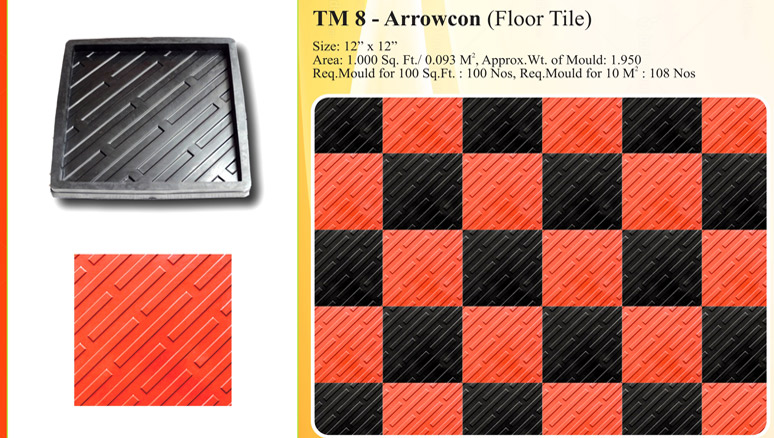 TM 8 - Arrowcon (Floor Tile)
Size: 12” x 12”
Area: 1.000 Sq. Ft./ 0.093 M², Approx.Wt. of Mould: 1.950
Req.Mould for 100 Sq.Ft. : 100 Nos, Req.Mould for 10 M² : 108 Nos